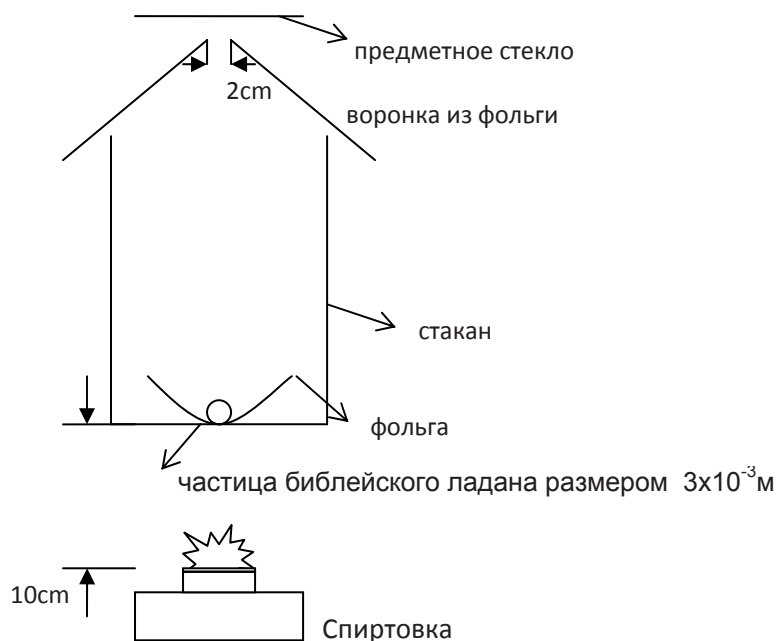 предметное стекло
2cm
воронка из фольги
стакан
фольга
частица библейского ладана размером 3x10⁻³м
10cm
Спиртовка